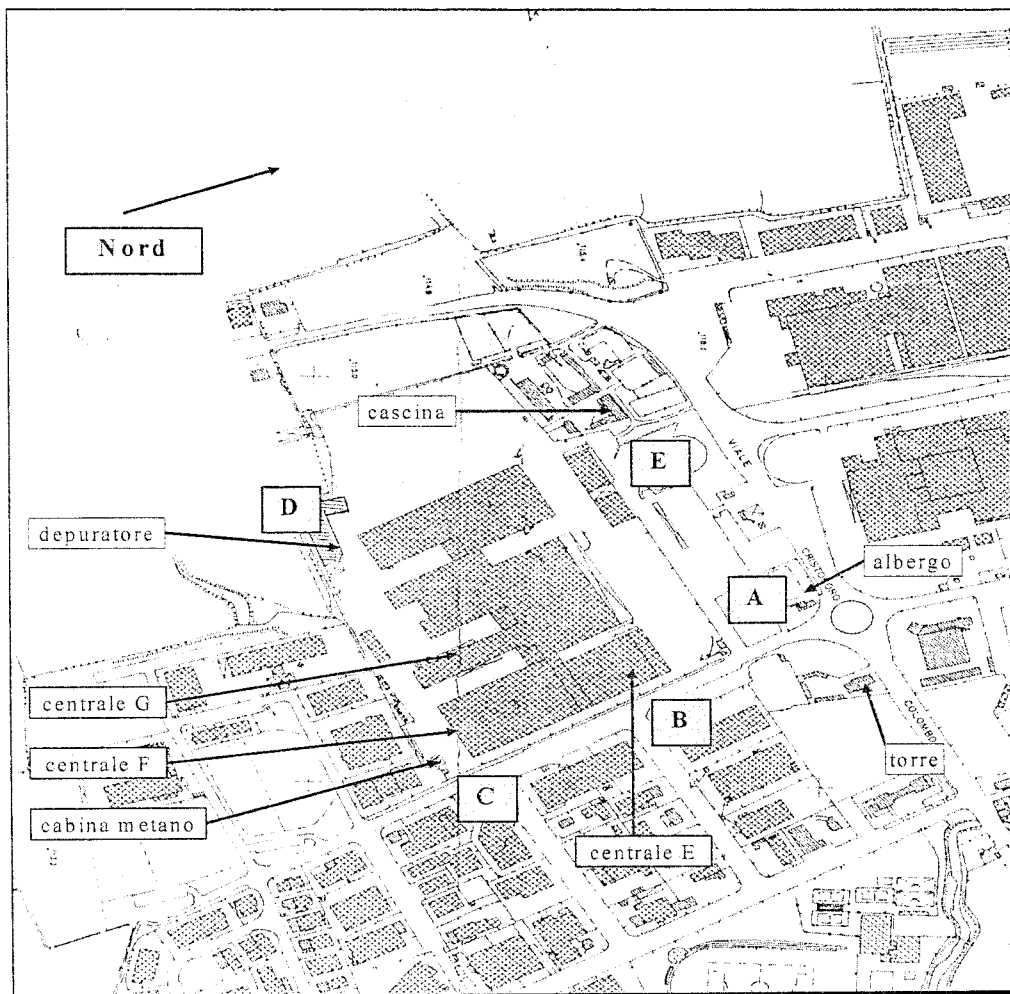 Nord
cascina
E
VIALE
D
depuratore
CRISTOFORO
albergo
A
centrale G
B
COLOMBO
centrale F
torre
C
cabina metano
centrale E